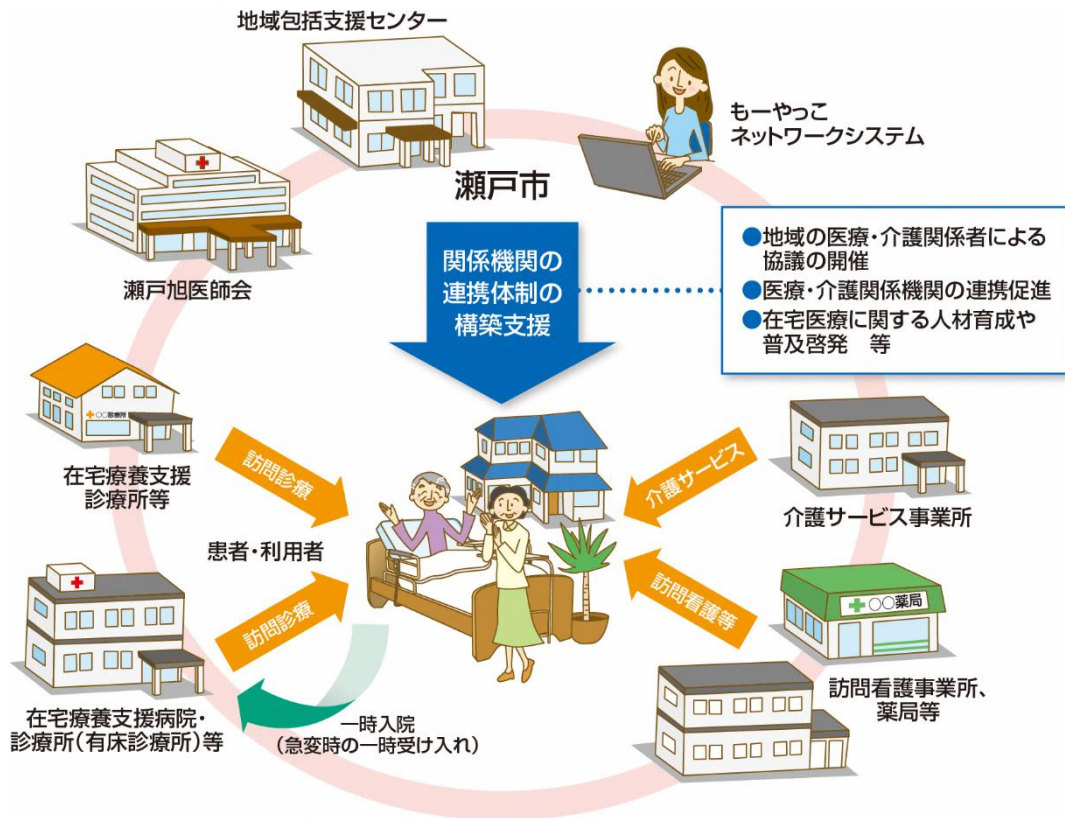 地域包括支援センター
もーやっこ
ネットワークシステム
瀬戸市
瀬戸旭医師会
関係機関の
連携体制の
構築支援
●地域の医療・介護関係者による
協議の開催
●医療・介護関係機関の連携促進
●在宅医療に関する人材育成や
普及啓発　等
○○診療所
在宅療養支援
診療所等
訪問診療
介護サービス
介護サービス事業所
患者・利用者
訪問診療
訪問看護等
○○薬局
訪問看護事業所、
薬局等
在宅療養支援病院・
診療所（有床診療所）等
一時入院
（急変時の一時受け入れ）